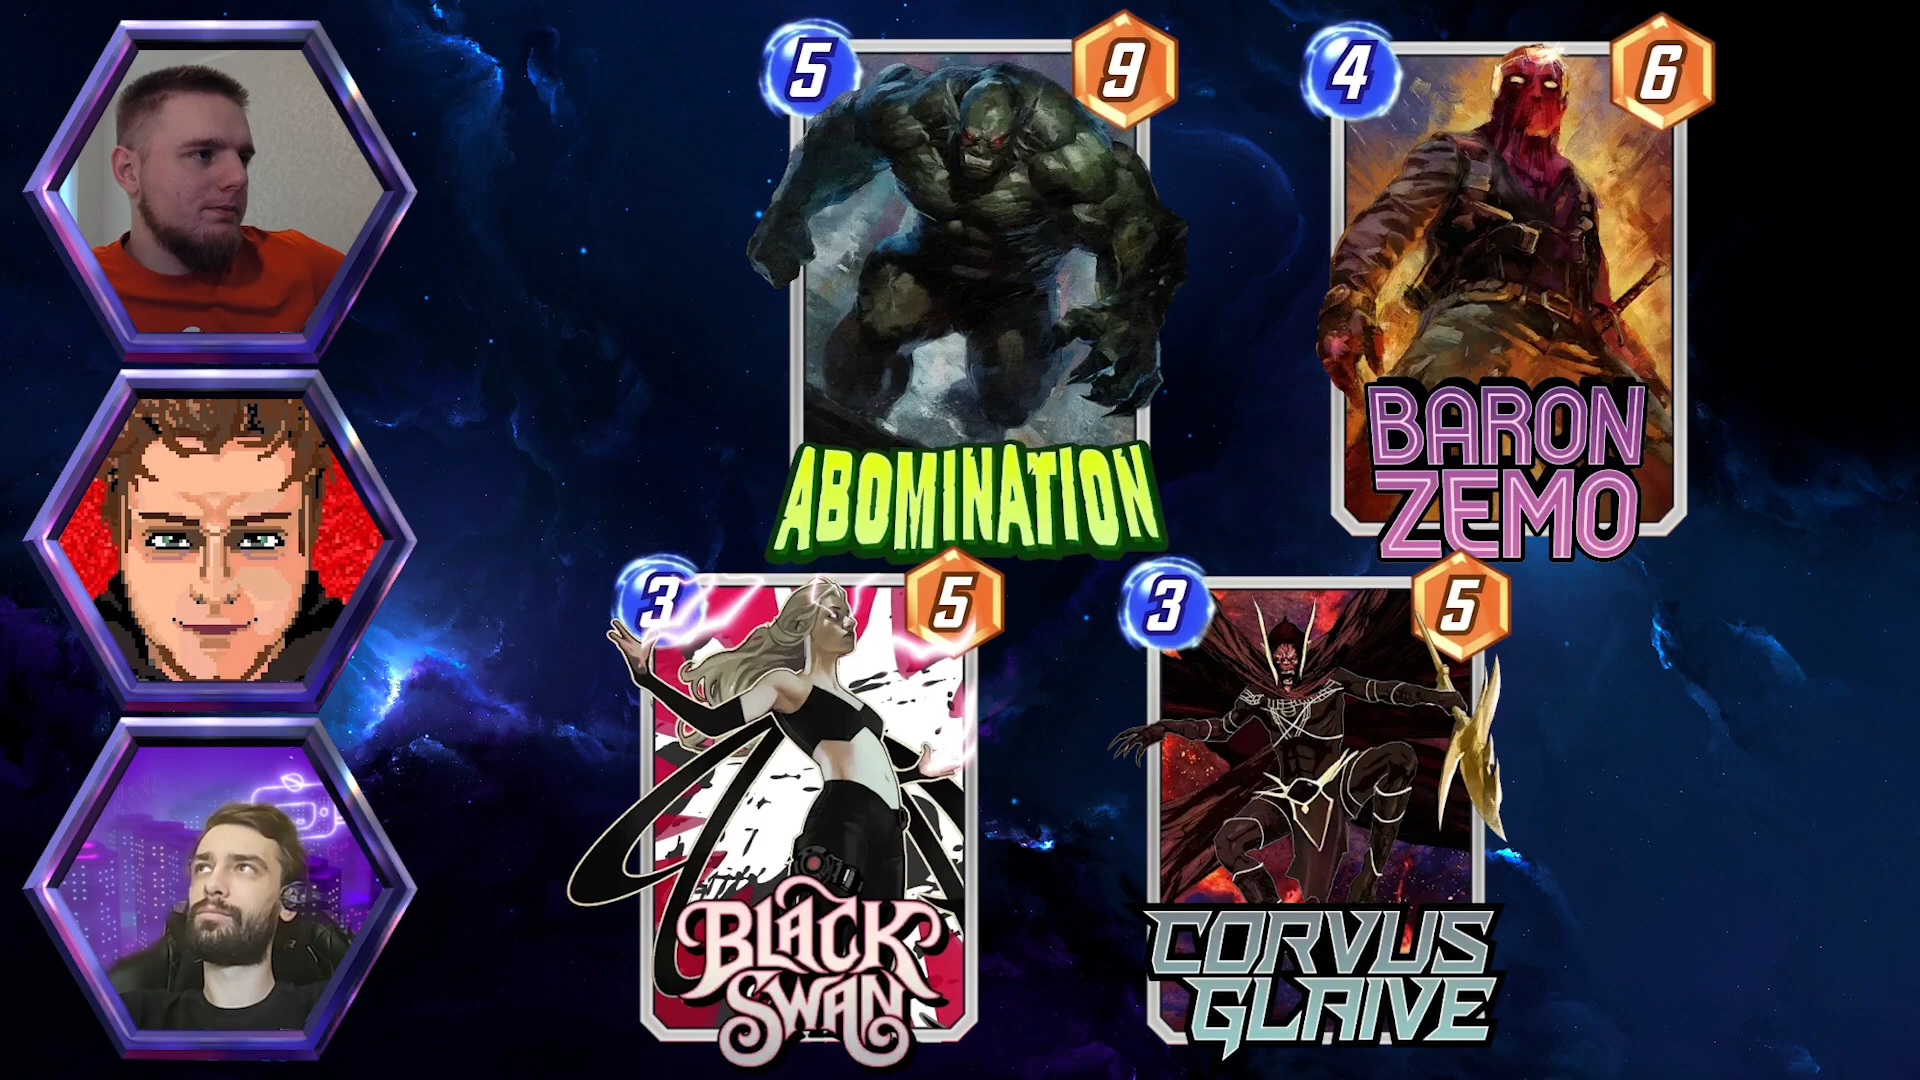 5
9
ABOMINATION
4
6
BARON
ZEMO
3
5
BLACK
SWAN
3
5
CORVUS
GLAIVE